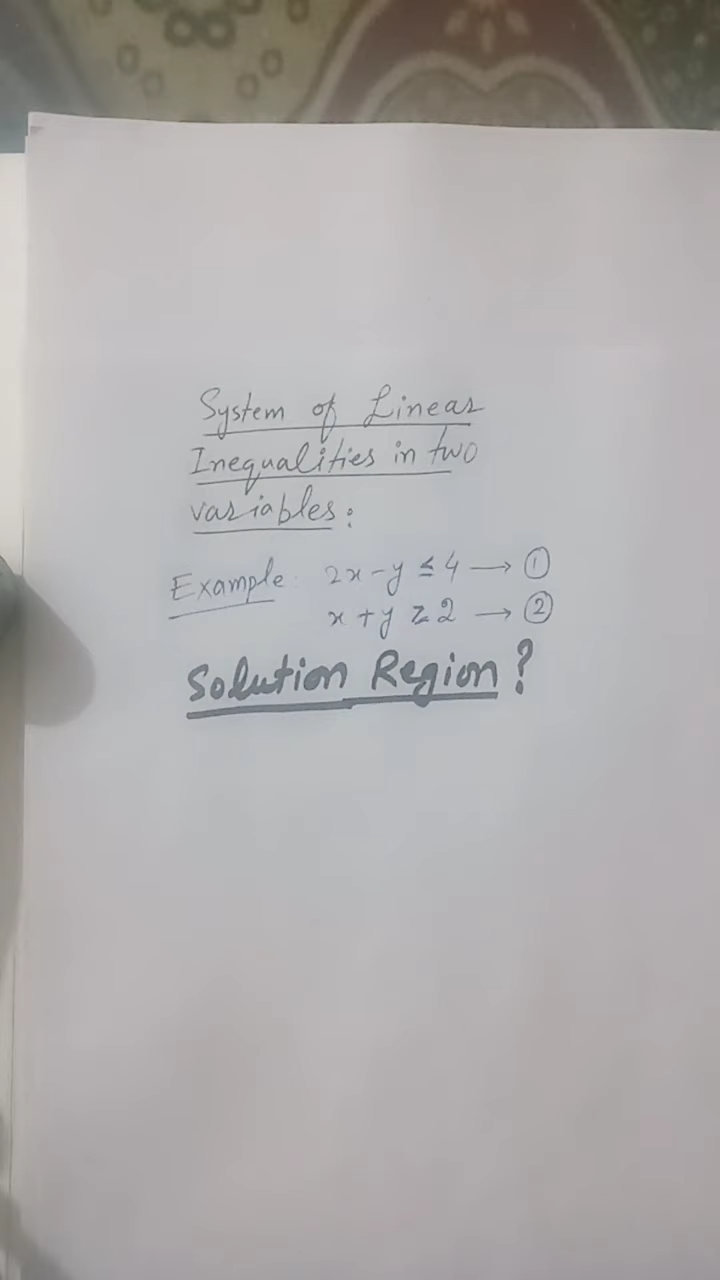 System of Linear
Inequalities in two
variables:
Example: 2x-y ≤ 4 → ①
x+y ≥ 2 → ②
Solution Region?